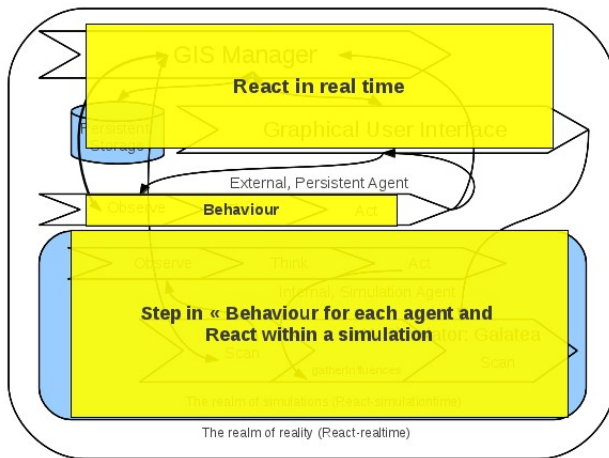 GIS Manager
React in real time
Persistent
Storage
Graphical User Interface
External, Persistent Agent
Observe
Behaviour
Act
Observe
Think
Act
Internal, Simulation Agent
Step in « Behaviour for each agent and
React within a simulation
ator: Galatea
Scan
Scan
gatherInfluences
The realm of simulations (React-simulationtime)
The realm of reality (React-realtime)